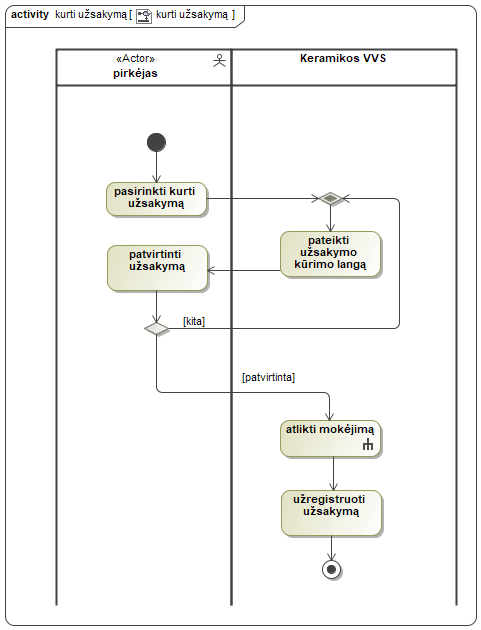 activity kurti užsakymą [ kurti užsakymą ]
«Actor»
pirkėjas
Keramikos VVS
pasirinkti kurti
užsakymą
pateikti
užsakymo
kūrimo langą
patvirtinti
užsakymą
[kita]
[patvirtinta]
atlikti mokėjimą
užregistruoti
užsakymą